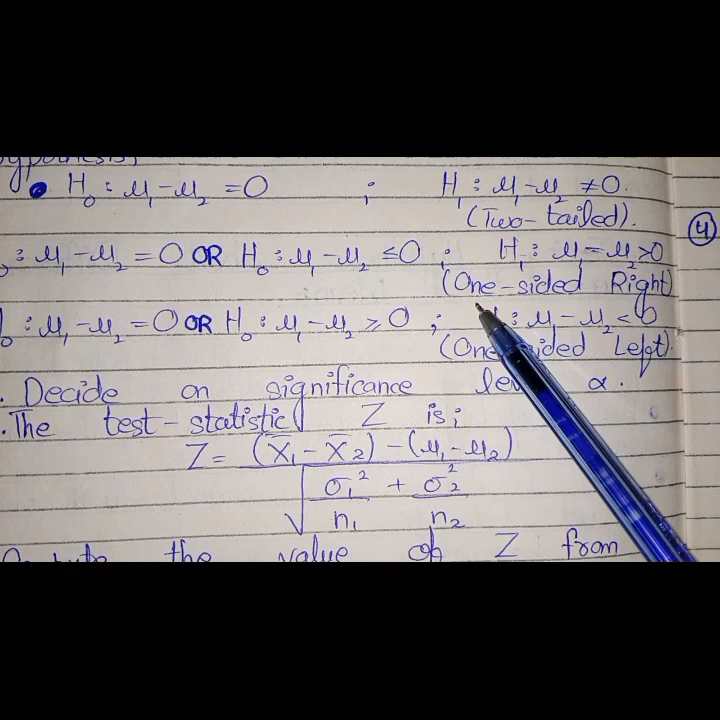 • H₀ : μ₁-μ₂ = 0 ; H₁ : μ₁-μ₂ ≠ 0.
(Two-tailed).
④
: μ₁-μ₂ = 0 OR H₀ : μ₁-μ₂ ≤ 0 ; H₁ : μ₁-μ₂ > 0
(One-sided Right)
: μ₁-μ₂ = 0 OR H₀ : μ₁-μ₂ ≥ 0 ; : μ₁-μ₂ < 0
(One sided Left).
. Decide on significance α.
. The test-statistic Z is;
Z = (X̄₁ - X̄₂) - (μ₁-μ₂)
√ σ₁² + σ₂²
n₁ n₂
the value of Z from